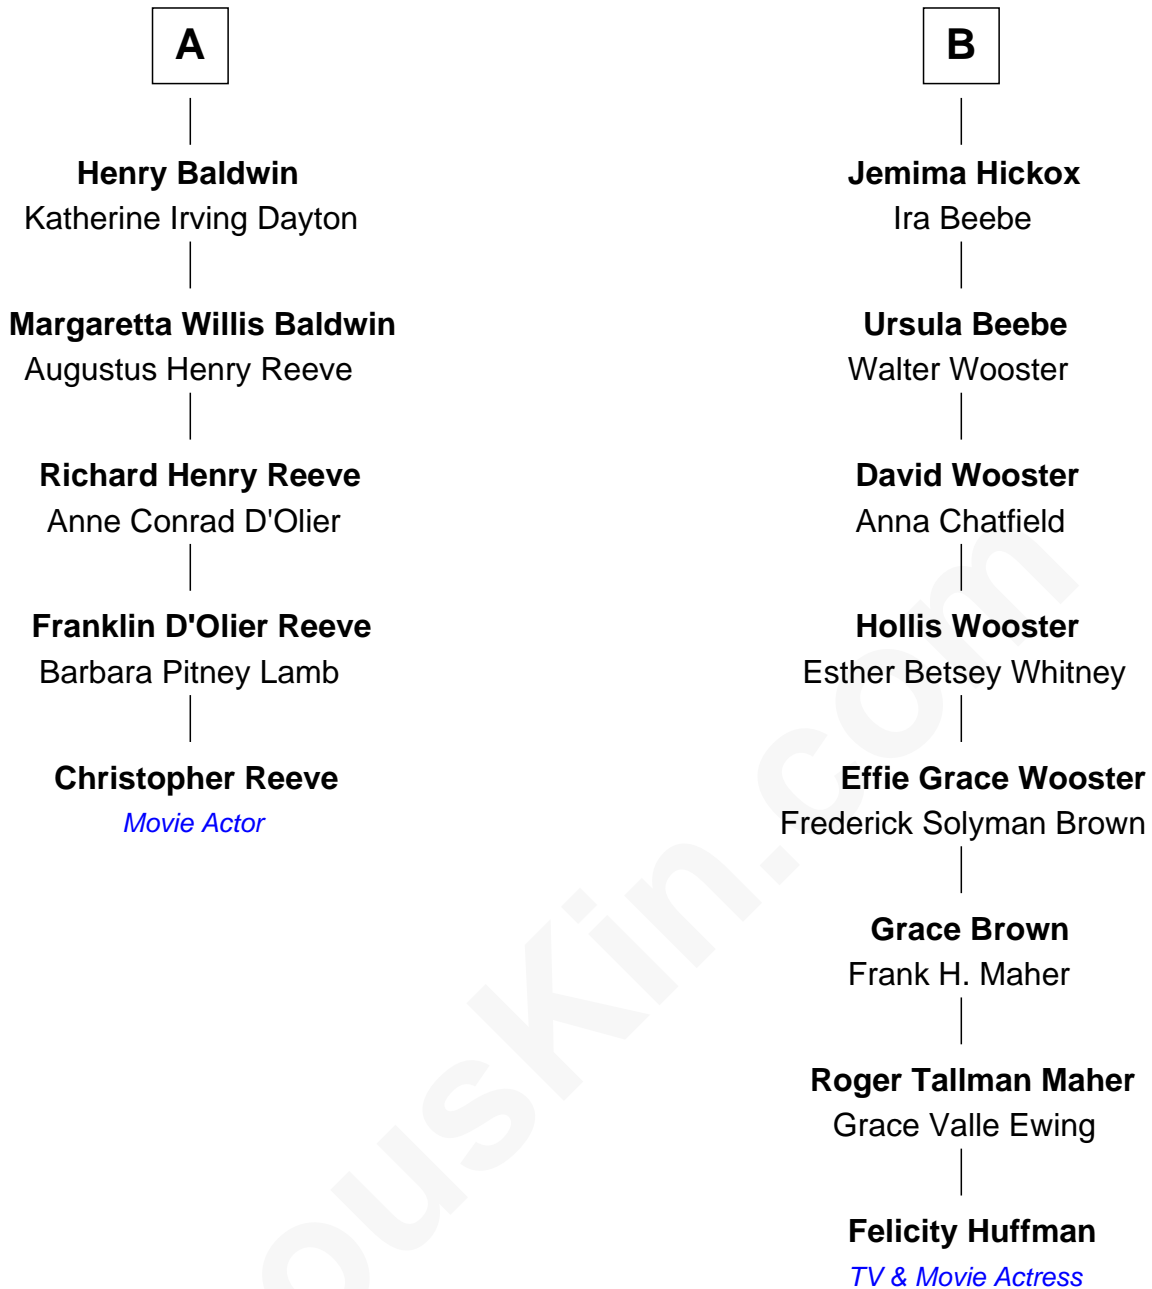 A
Henry Baldwin
Katherine Irving Dayton
Margaretta Willis Baldwin
Augustus Henry Reeve
Richard Henry Reeve
Anne Conrad D'Olier
Franklin D'Olier Reeve
Barbara Pitney Lamb
Christopher Reeve
Movie Actor
B
Jemima Hickox
Ira Beebe
Ursula Beebe
Walter Wooster
David Wooster
Anna Chatfield
Hollis Wooster
Esther Betsey Whitney
Effie Grace Wooster
Frederick Solyman Brown
Grace Brown
Frank H. Maher
Roger Tallman Maher
Grace Valle Ewing
Felicity Huffman
TV & Movie Actress
ousKin.com